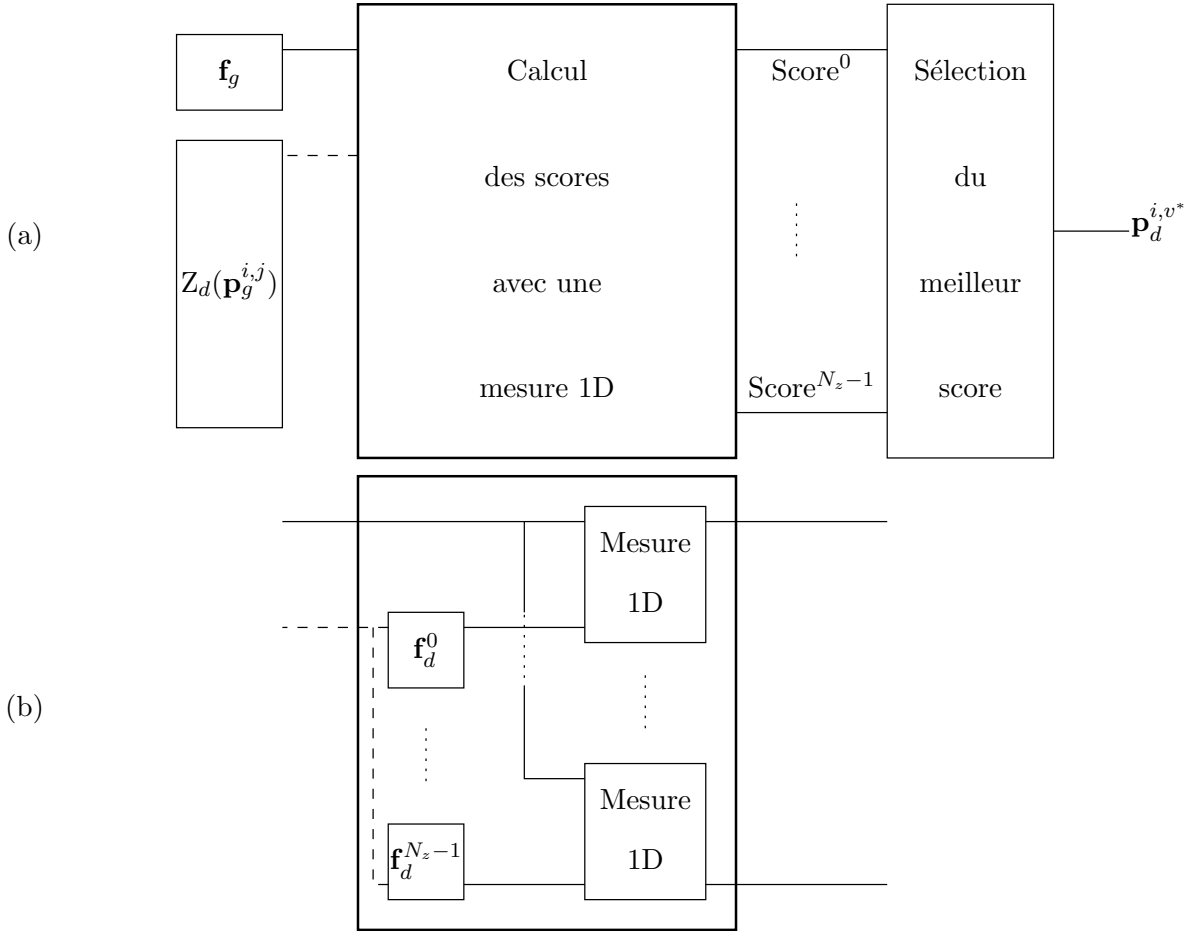 (a)
f_g
Z_d(p_g^{i,j})
Calcul
des scores
avec une
mesure 1D
Score^0
Score^{N_z−1}
Sélection
du
meilleur
score
p_d^{i,v*}
(b)
f_d^0
f_d^{N_z−1}
Mesure
1D
Mesure
1D